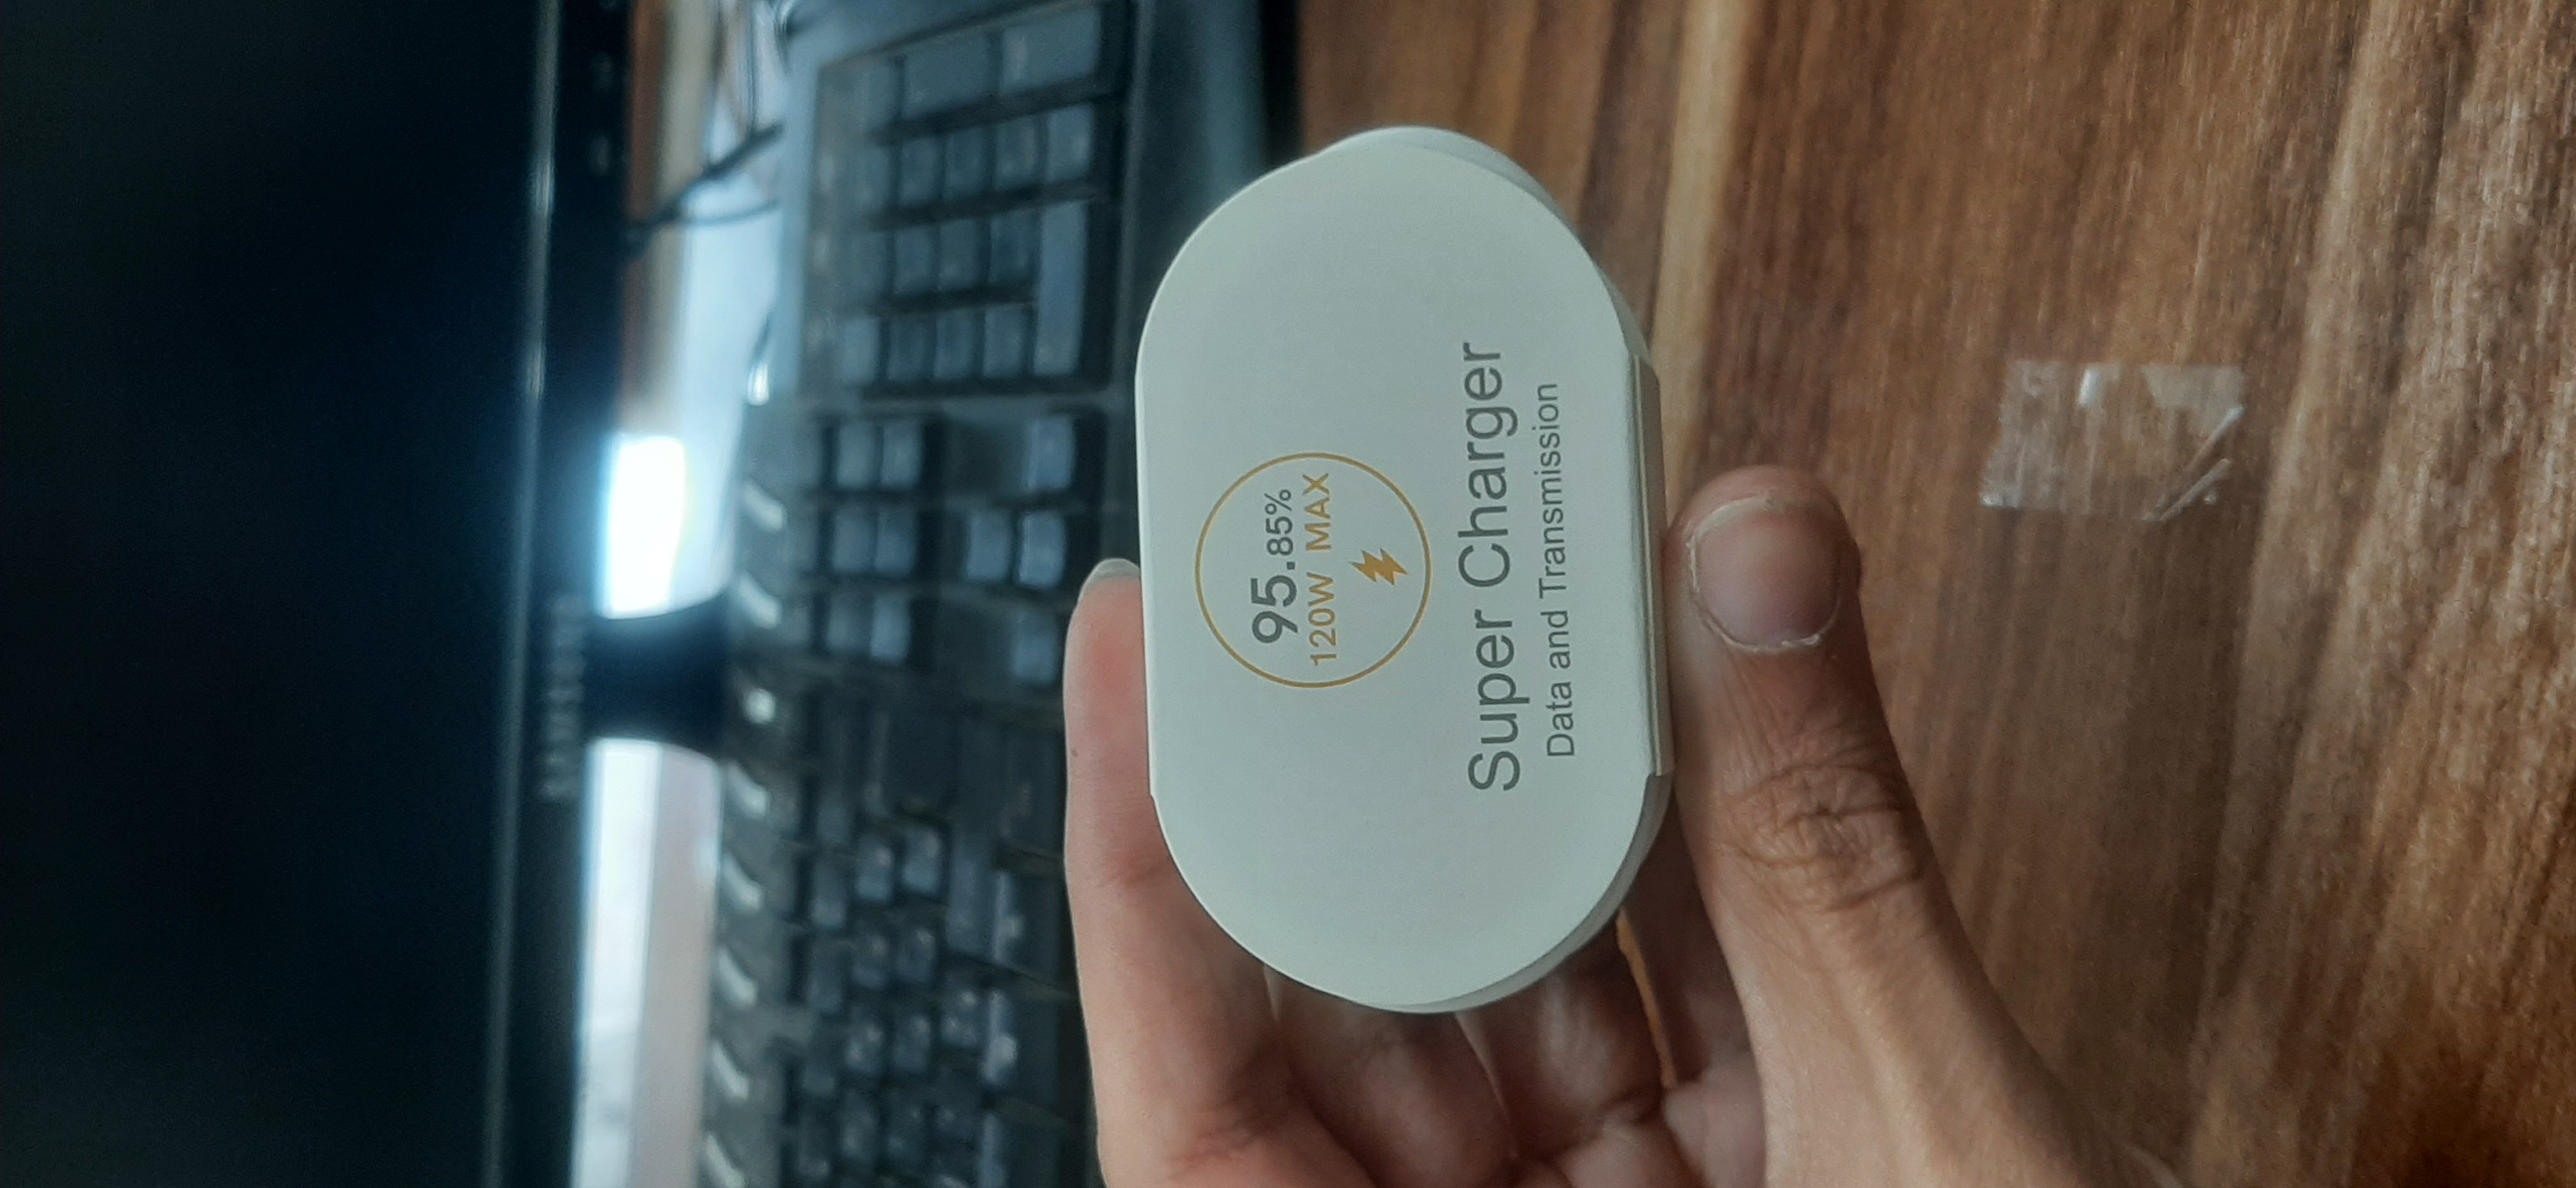 95.85%
120W MAX
Super Charger
Data and Transmission